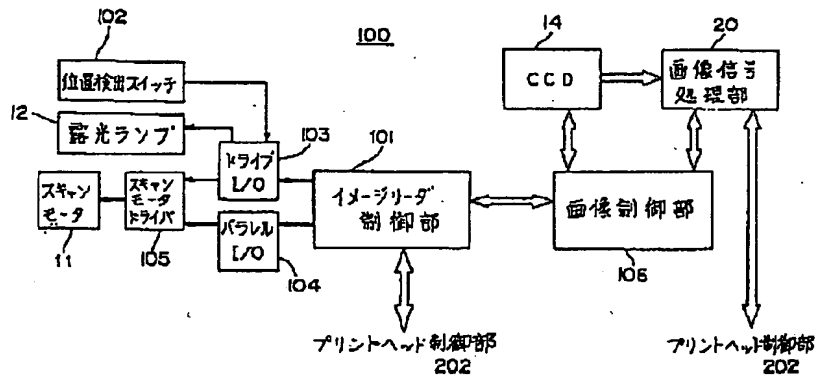 102
100
14
20
位置検出スイッチ
CCD
画像信号
処理部
12
露光ランプ
103
101
ドライブ
I/O
イメージリーダ
制御部
画像制御部
スキャン
モータ
スキャン
モータ
ドライバ
パラレル
I/O
11
105
104
106
プリントヘッド制御部
202
プリントヘッド制御部
202